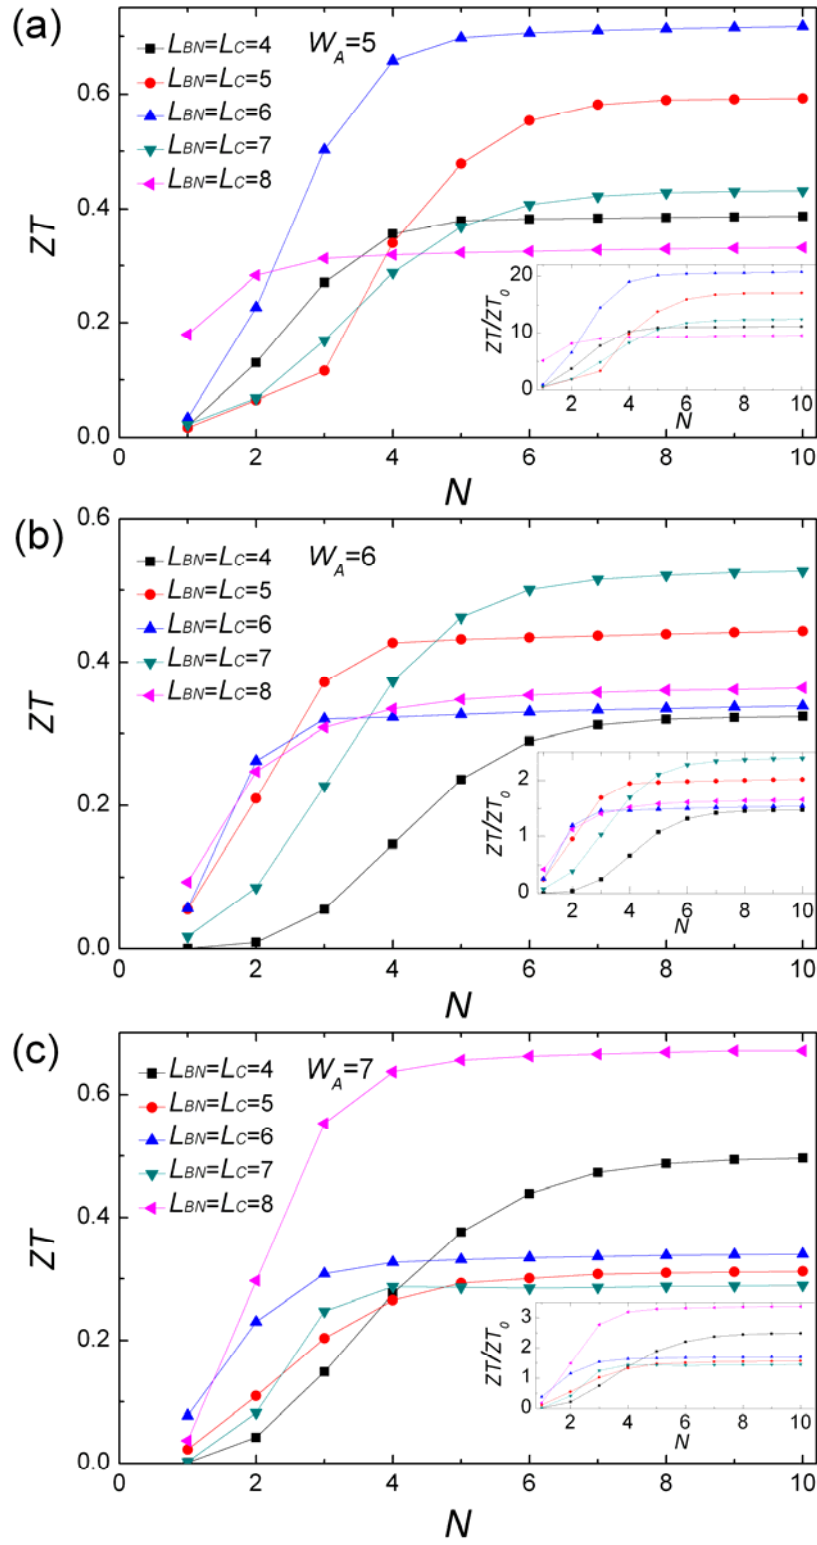 (a)
L_BN=L_C=4
L_BN=L_C=5
L_BN=L_C=6
L_BN=L_C=7
L_BN=L_C=8
W_A=5
ZT
0.6
0.4
0.2
0.0
0 2 4 6 8 10
N
ZT/ZT_0
20
10
0
2 4 6 8 10
N
(b)
L_BN=L_C=4
L_BN=L_C=5
L_BN=L_C=6
L_BN=L_C=7
L_BN=L_C=8
W_A=6
ZT
0.6
0.4
0.2
0.0
0 2 4 6 8 10
N
ZT/ZT_0
2
1
0
2 4 6 8 10
N
(c)
L_BN=L_C=4
L_BN=L_C=5
L_BN=L_C=6
L_BN=L_C=7
L_BN=L_C=8
W_A=7
ZT
0.6
0.4
0.2
0.0
0 2 4 6 8 10
N
ZT/ZT_0
3
2
1
0
2 4 6 8 10
N